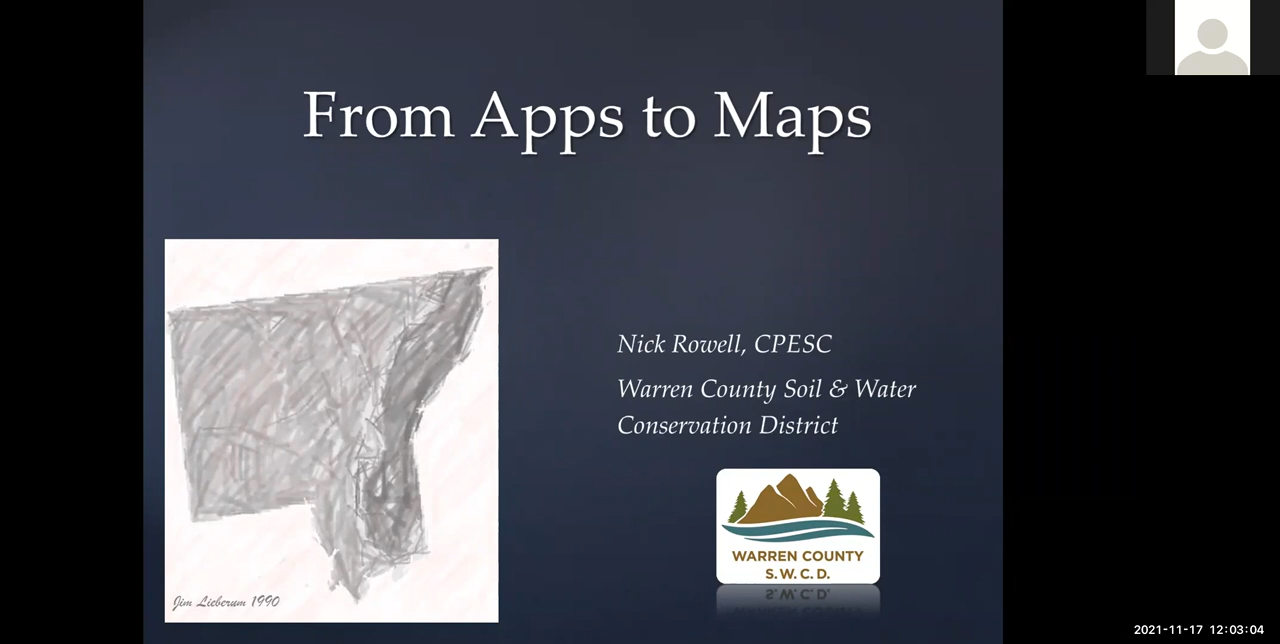 From Apps to Maps
Nick Rowell, CPESC
Warren County Soil & Water
Conservation District
WARREN COUNTY
S.W.C.D.
Jim Lieberum 1990
2021-11-17 12:03:04